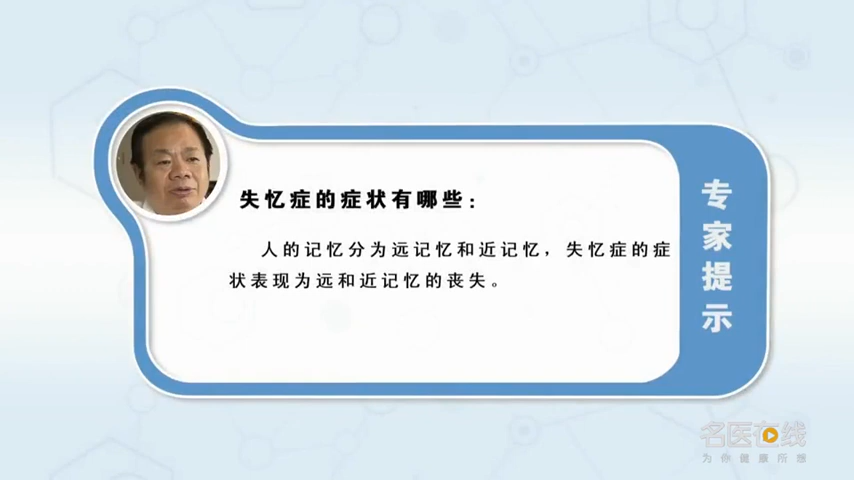 失忆症的症状有哪些：
人的记忆分为远记忆和近记忆，失忆症的症
状表现为远和近记忆的丧失。
专家提示
名医在线
为你健康所想